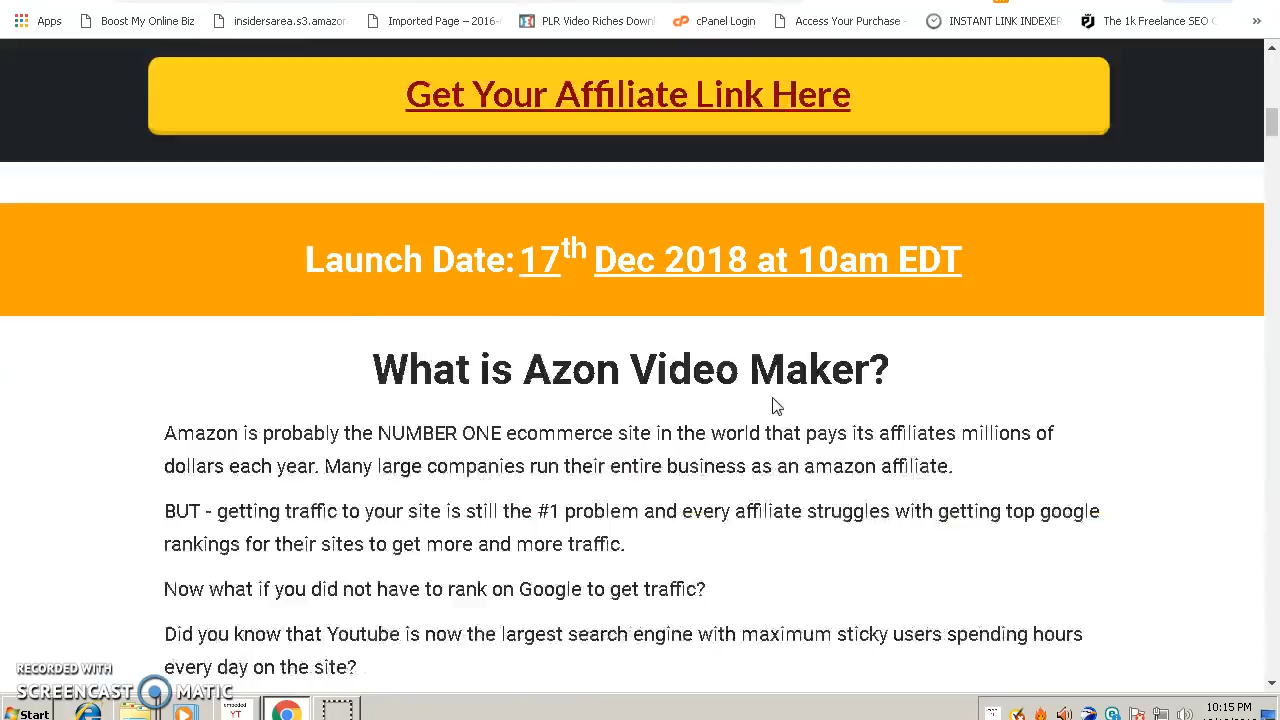 Apps Boost My Online Biz insidersarea.s3.amazor Imported Page – 2016- PLR Video Riches Down cPanel Login Access Your Purchase - INSTANT LINK INDEXER The 1k Freelance SEO C »
Get Your Affiliate Link Here
Launch Date: 17th Dec 2018 at 10am EDT
What is Azon Video Maker?
Amazon is probably the NUMBER ONE ecommerce site in the world that pays its affiliates millions of
dollars each year. Many large companies run their entire business as an amazon affiliate.
BUT - getting traffic to your site is still the #1 problem and every affiliate struggles with getting top google
rankings for their sites to get more and more traffic.
Now what if you did not have to rank on Google to get traffic?
Did you know that Youtube is now the largest search engine with maximum sticky users spending hours
every day on the site?
RECORDED WITH
SCREENCAST MATIC
Start
YT
10:15 PM